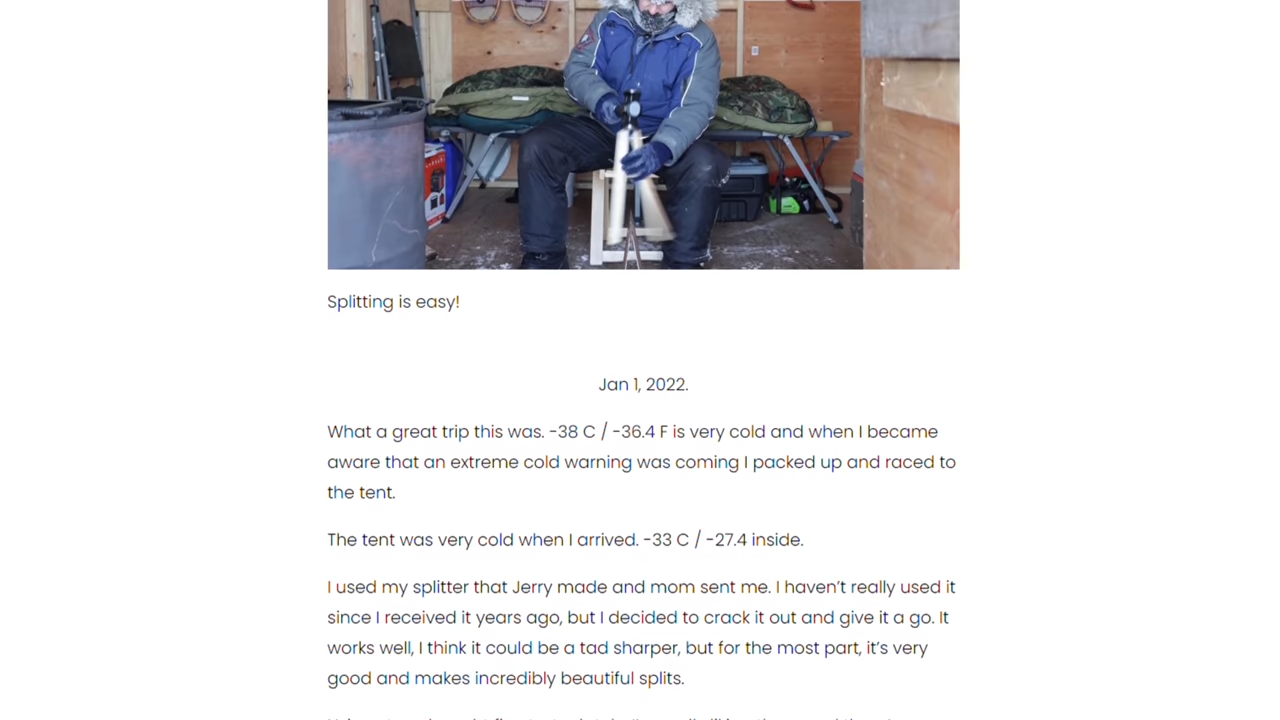 Splitting is easy!
Jan 1, 2022.
What a great trip this was. -38 C / -36.4 F is very cold and when I became
aware that an extreme cold warning was coming I packed up and raced to
the tent.
The tent was very cold when I arrived. -33 C / -27.4 inside.
I used my splitter that Jerry made and mom sent me. I haven't really used it
since I received it years ago, but I decided to crack it out and give it a go. It
works well, I think it could be a tad sharper, but for the most part, it's very
good and makes incredibly beautiful splits.